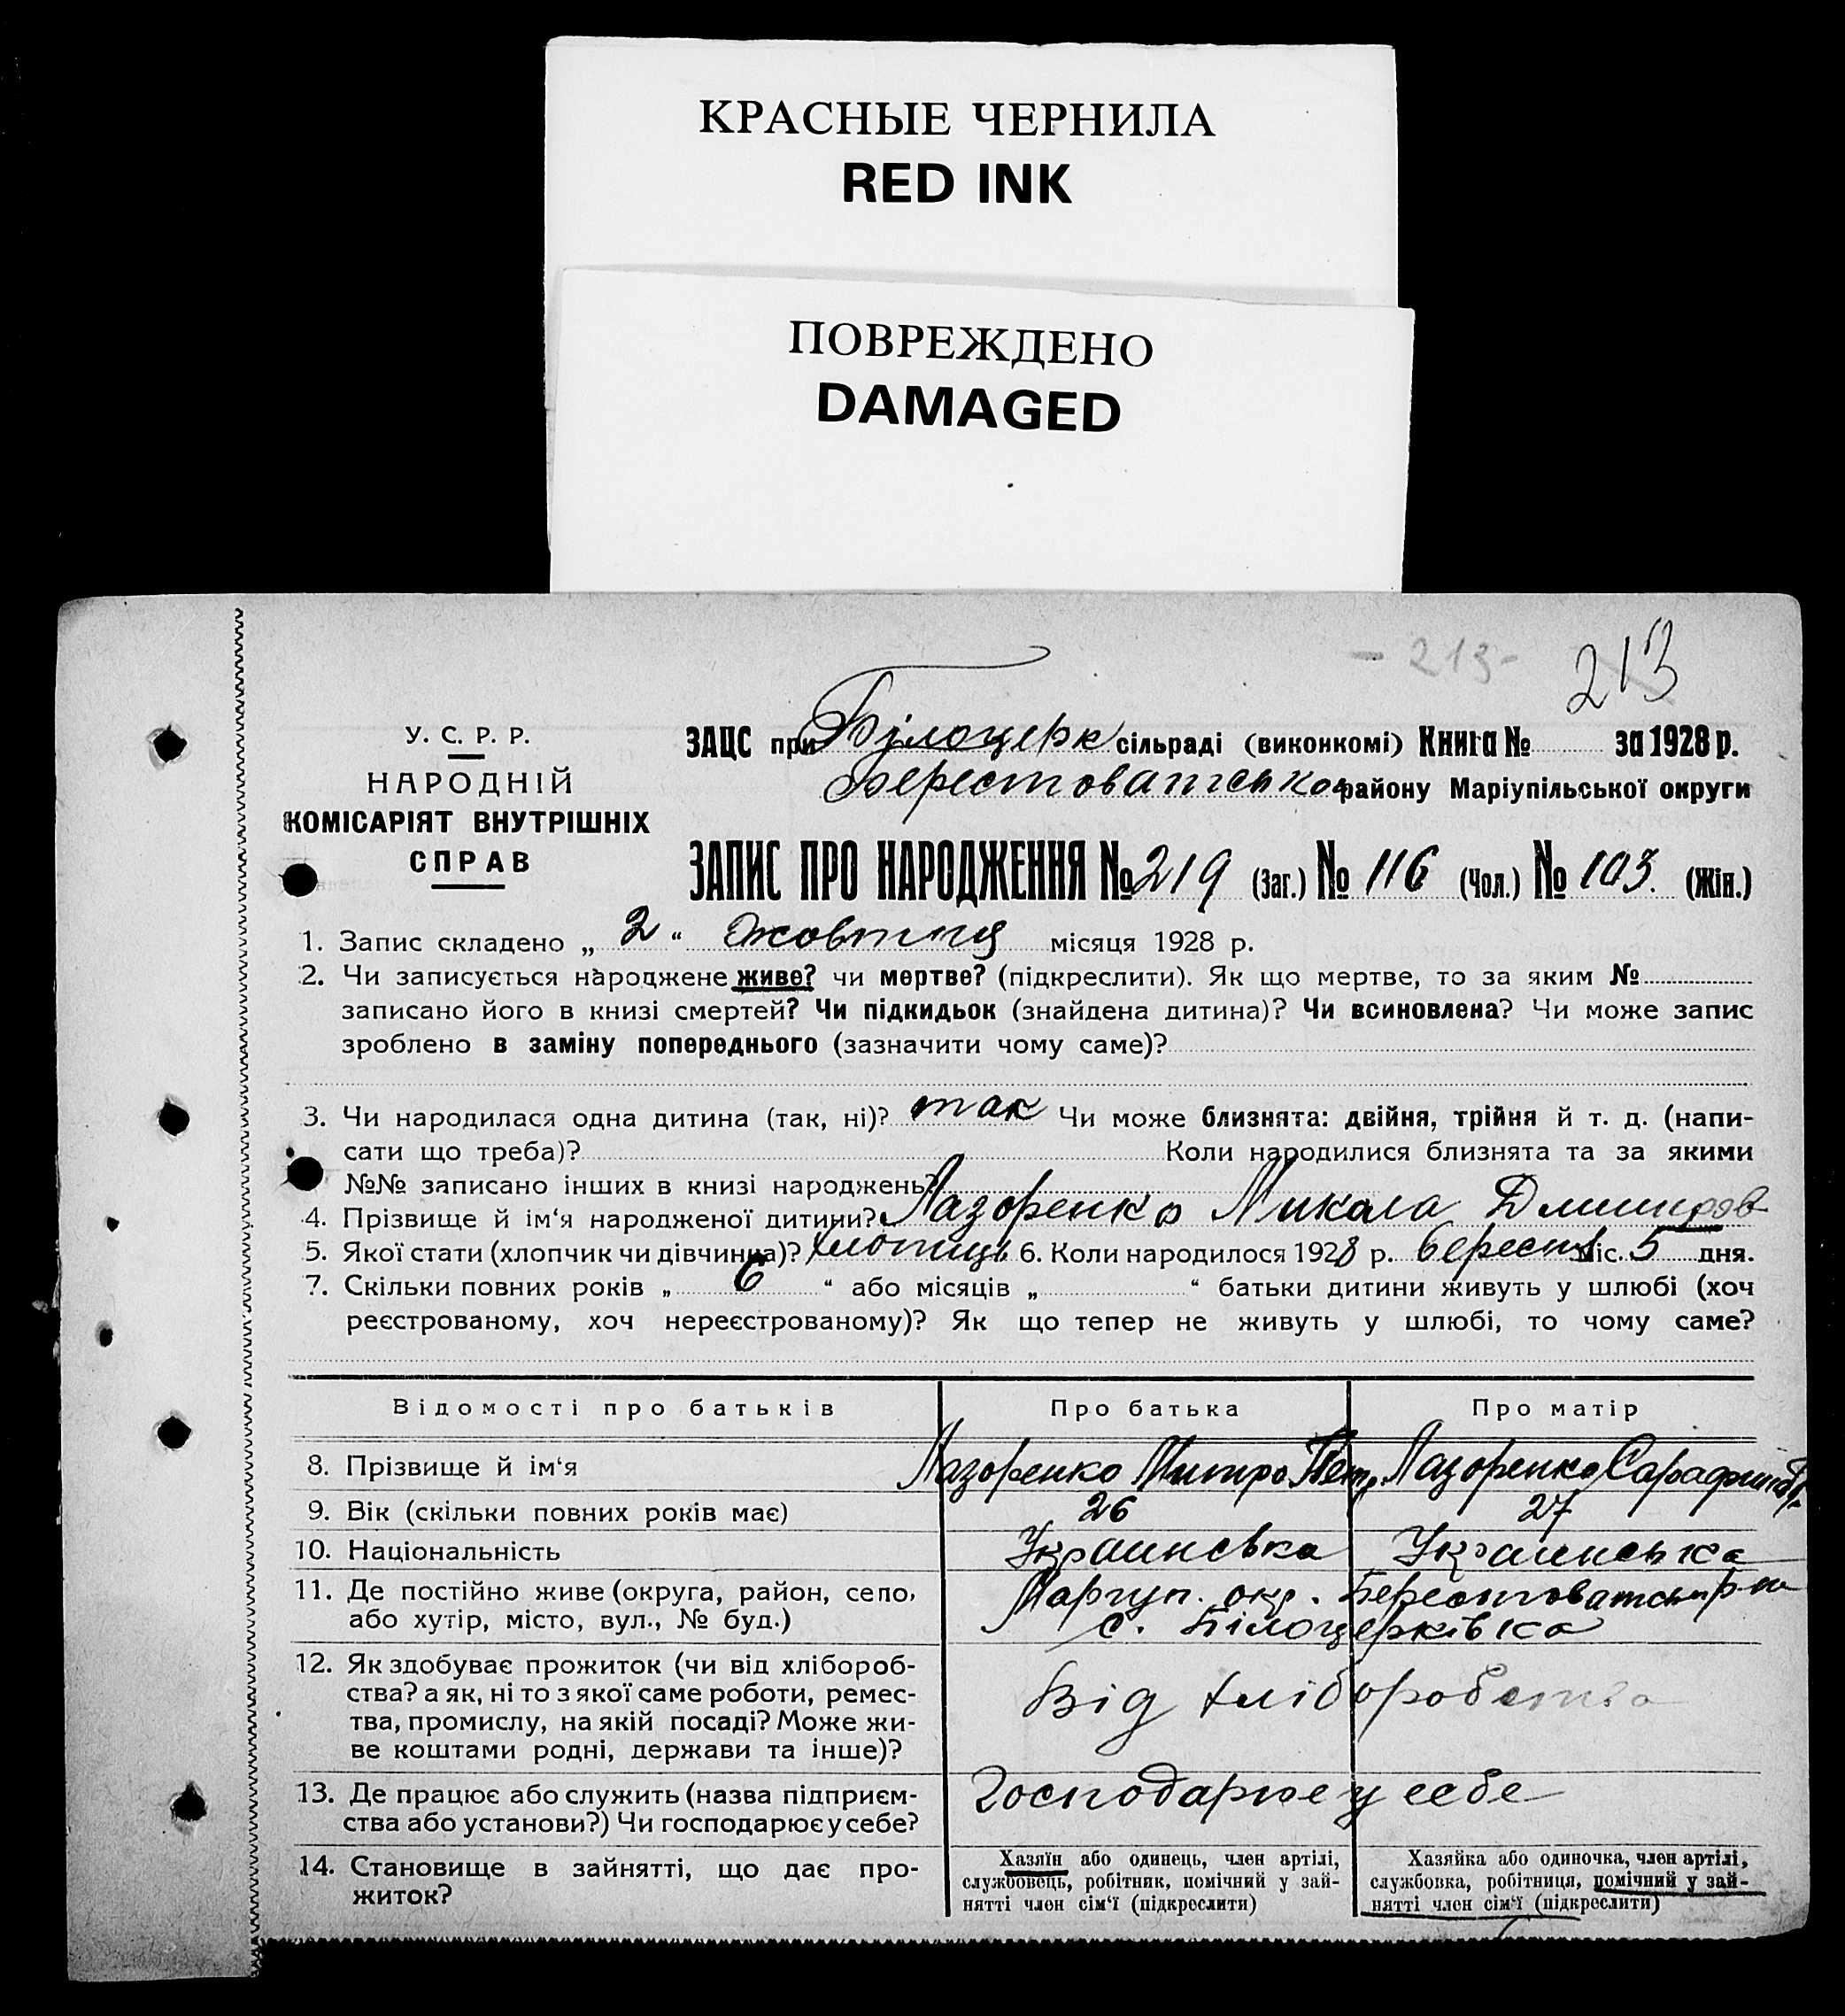 КРАСНЫЕ ЧЕРНИЛА
RED INK
ПОВРЕЖДЕНО
DAMAGED
- 213 -
213
У. С. Р. Р.
НАРОДНІЙ
КОМІСАРІЯТ ВНУТРІШНІХ
СПРАВ
ЗАЦС при Білоцерк сільраді (виконкомі) Книга № за 1928 р.
Берестоватсько району Маріупільської округи
ЗАПИС ПРО НАРОДЖЕННЯ № 219 (Заг.) № 116 (Чол.) № 103. (Жін.)
1. Запис складено „ 2 “ жовтня місяця 1928 р.
2. Чи записується народжене живе? чи мертве? (підкреслити). Як що мертве, то за яким №
записано його в книзі смертей? Чи підкидьок (знайдена дитина)? Чи всиновлена? Чи може запис
зроблено в заміну попереднього (зазначити чому саме)?
3. Чи народилася одна дитина (так, ні)? так Чи може близнята: двійня, трійня й т. д. (напи-
сати що треба)? Коли народилися близнята та за якими
№№ записано інших в книзі народжень?
4. Прізвище й ім‘я народженої дитини? Лазоренко Микола Дмитров
5. Якої стати (хлопчик чи дівчинка)? хлопиць 6. Коли народилося 1928 р. вересня міс. 5 дня.
7. Скільки повних років „ 6 “ або місяців „ “ батьки дитини живуть у шлюбі (хоч
реєстрованому, хоч нереєстрованому)? Як що тепер не живуть у шлюбі, то чому саме?
Відомості про батьків Про батька Про матір
8. Прізвище й ім‘я Лазоренко Митро Петр Лазоренко
9. Вік (скільки повних років має) 26 27
10. Національність Украинська Украинська
11. Де постійно живе (округа, район, село, Маріуп. окр. Берестоватськ р-н
або хутір, місто, вул., № буд.) с. Білоцерківка
12. Як здобуває прожиток (чи від хлібороб-
ства? а як, ні то з якої саме роботи, ремес- Від хліборобства
тва, промислу, на якій посаді? Може жи-
ве коштами родні, держави та інше)?
13. Де працює або служить (назва підприєм- Господарює у себе
ства або установи?) Чи господарює у себе?
14. Становище в зайнятті, що дає про-
житок?
Хазяїн або одинець, член артілі,
службовець, робітник, помічний у зай-
нятті член сім‘ї (підкреслити)
Хазяйка або одиночка, член артілі,
службовка, робітниця, помічний у зай-
нятті член сім‘ї (підкреслити)